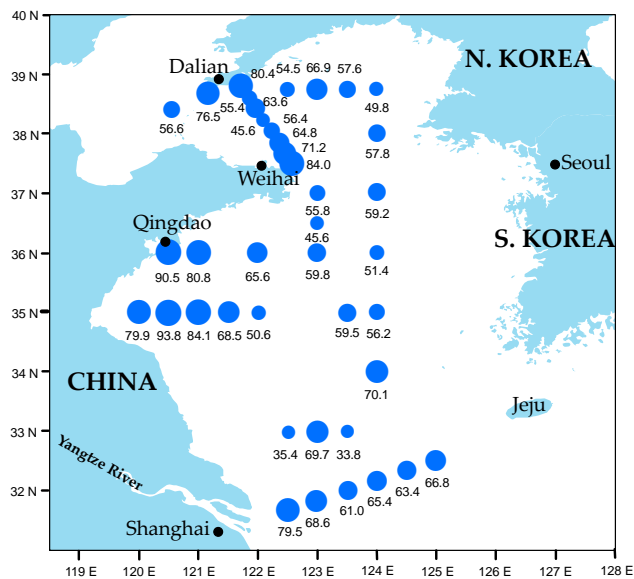 40 N
N. KOREA
Dalian
80.4
54.5
66.9
57.6
39 N
76.5
55.4
63.6
49.8
56.6
45.6
56.4
64.8
38 N
71.2
57.8
84.0
Seoul
Weihai
37 N
55.8
59.2
Qingdao
45.6
S. KOREA
36 N
90.5
80.8
65.6
59.8
51.4
35 N
79.9
93.8
84.1
68.5
50.6
59.5
56.2
34 N
CHINA
70.1
Jeju
33 N
35.4
69.7
33.8
Yangtze River
32 N
66.8
63.4
65.4
61.0
68.6
79.5
Shanghai
119 E
120 E
121 E
122 E
123 E
124 E
125 E
126 E
127 E
128 E